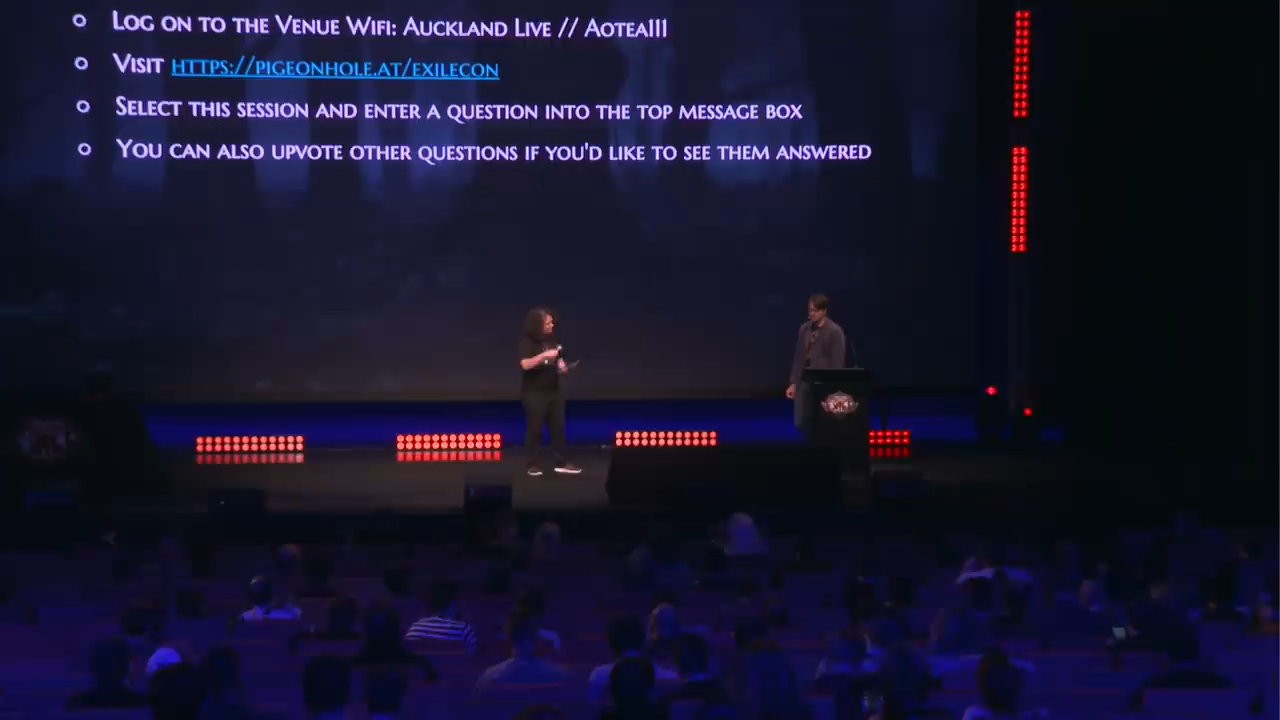 Log on to the Venue Wifi: Auckland Live // Aotea111
Visit https://pigeonhole.at/exilecon
Select this session and enter a question into the top message box
You can also upvote other questions if you'd like to see them answered